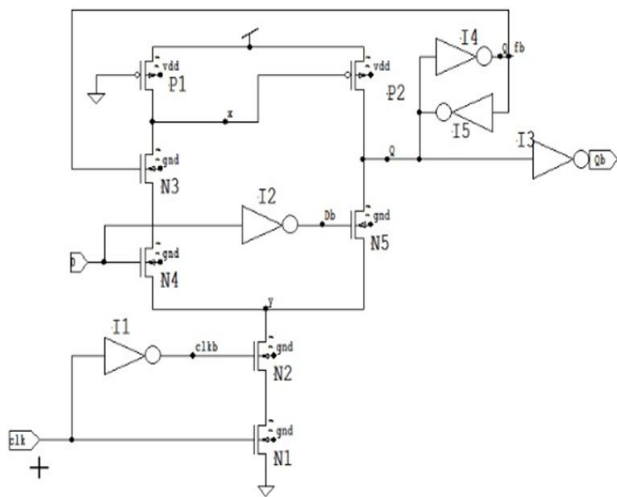 I4
Q_fb
vdd
P1
vdd
P2
x
I5
I3
gnd
N3
Q
Qb
I2
Db
gnd
N5
D
gnd
N4
y
I1
clkb
gnd
N2
clk
gnd
N1